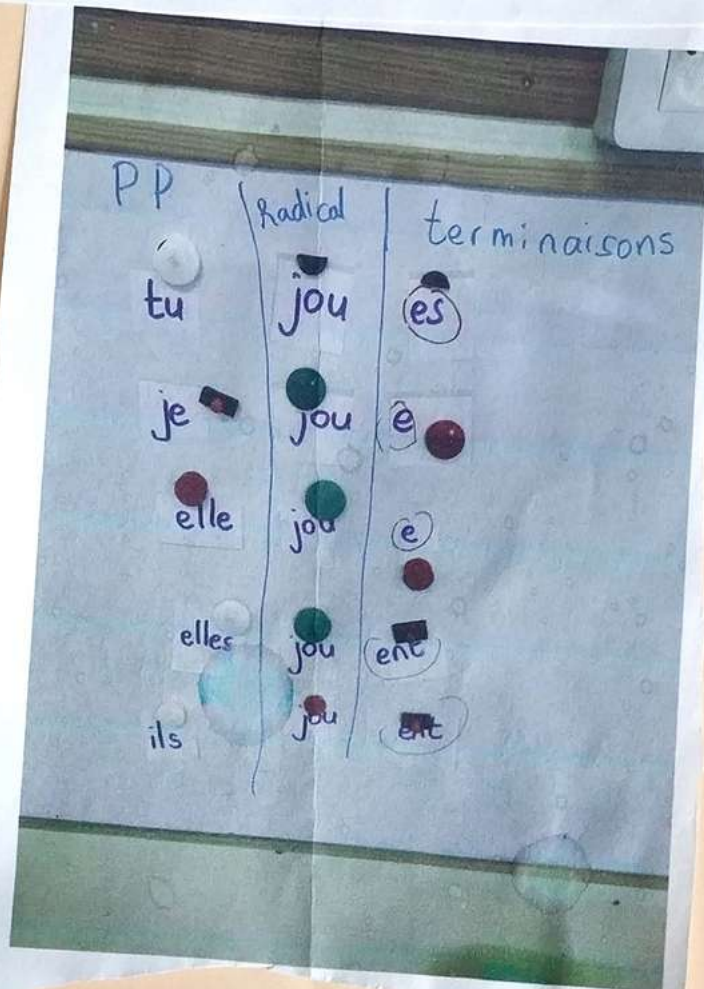 PP Radical terminaisons
tu jou es
je jou e
elle jou e
elles jou ent
ils jou ent